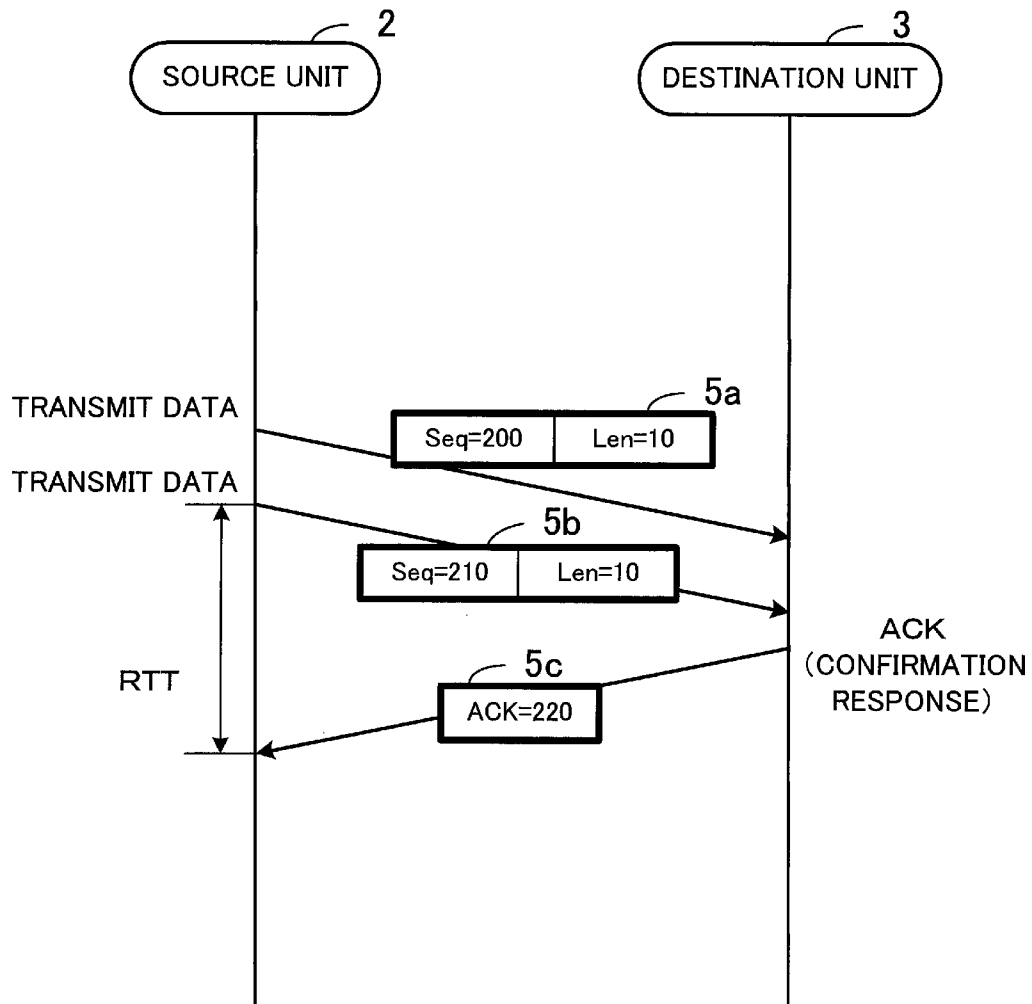 2
3
SOURCE UNIT
DESTINATION UNIT
TRANSMIT DATA
5a
Seq=200 Len=10
TRANSMIT DATA
5b
Seq=210 Len=10
RTT
5c
ACK=220
ACK
(CONFIRMATION
RESPONSE)